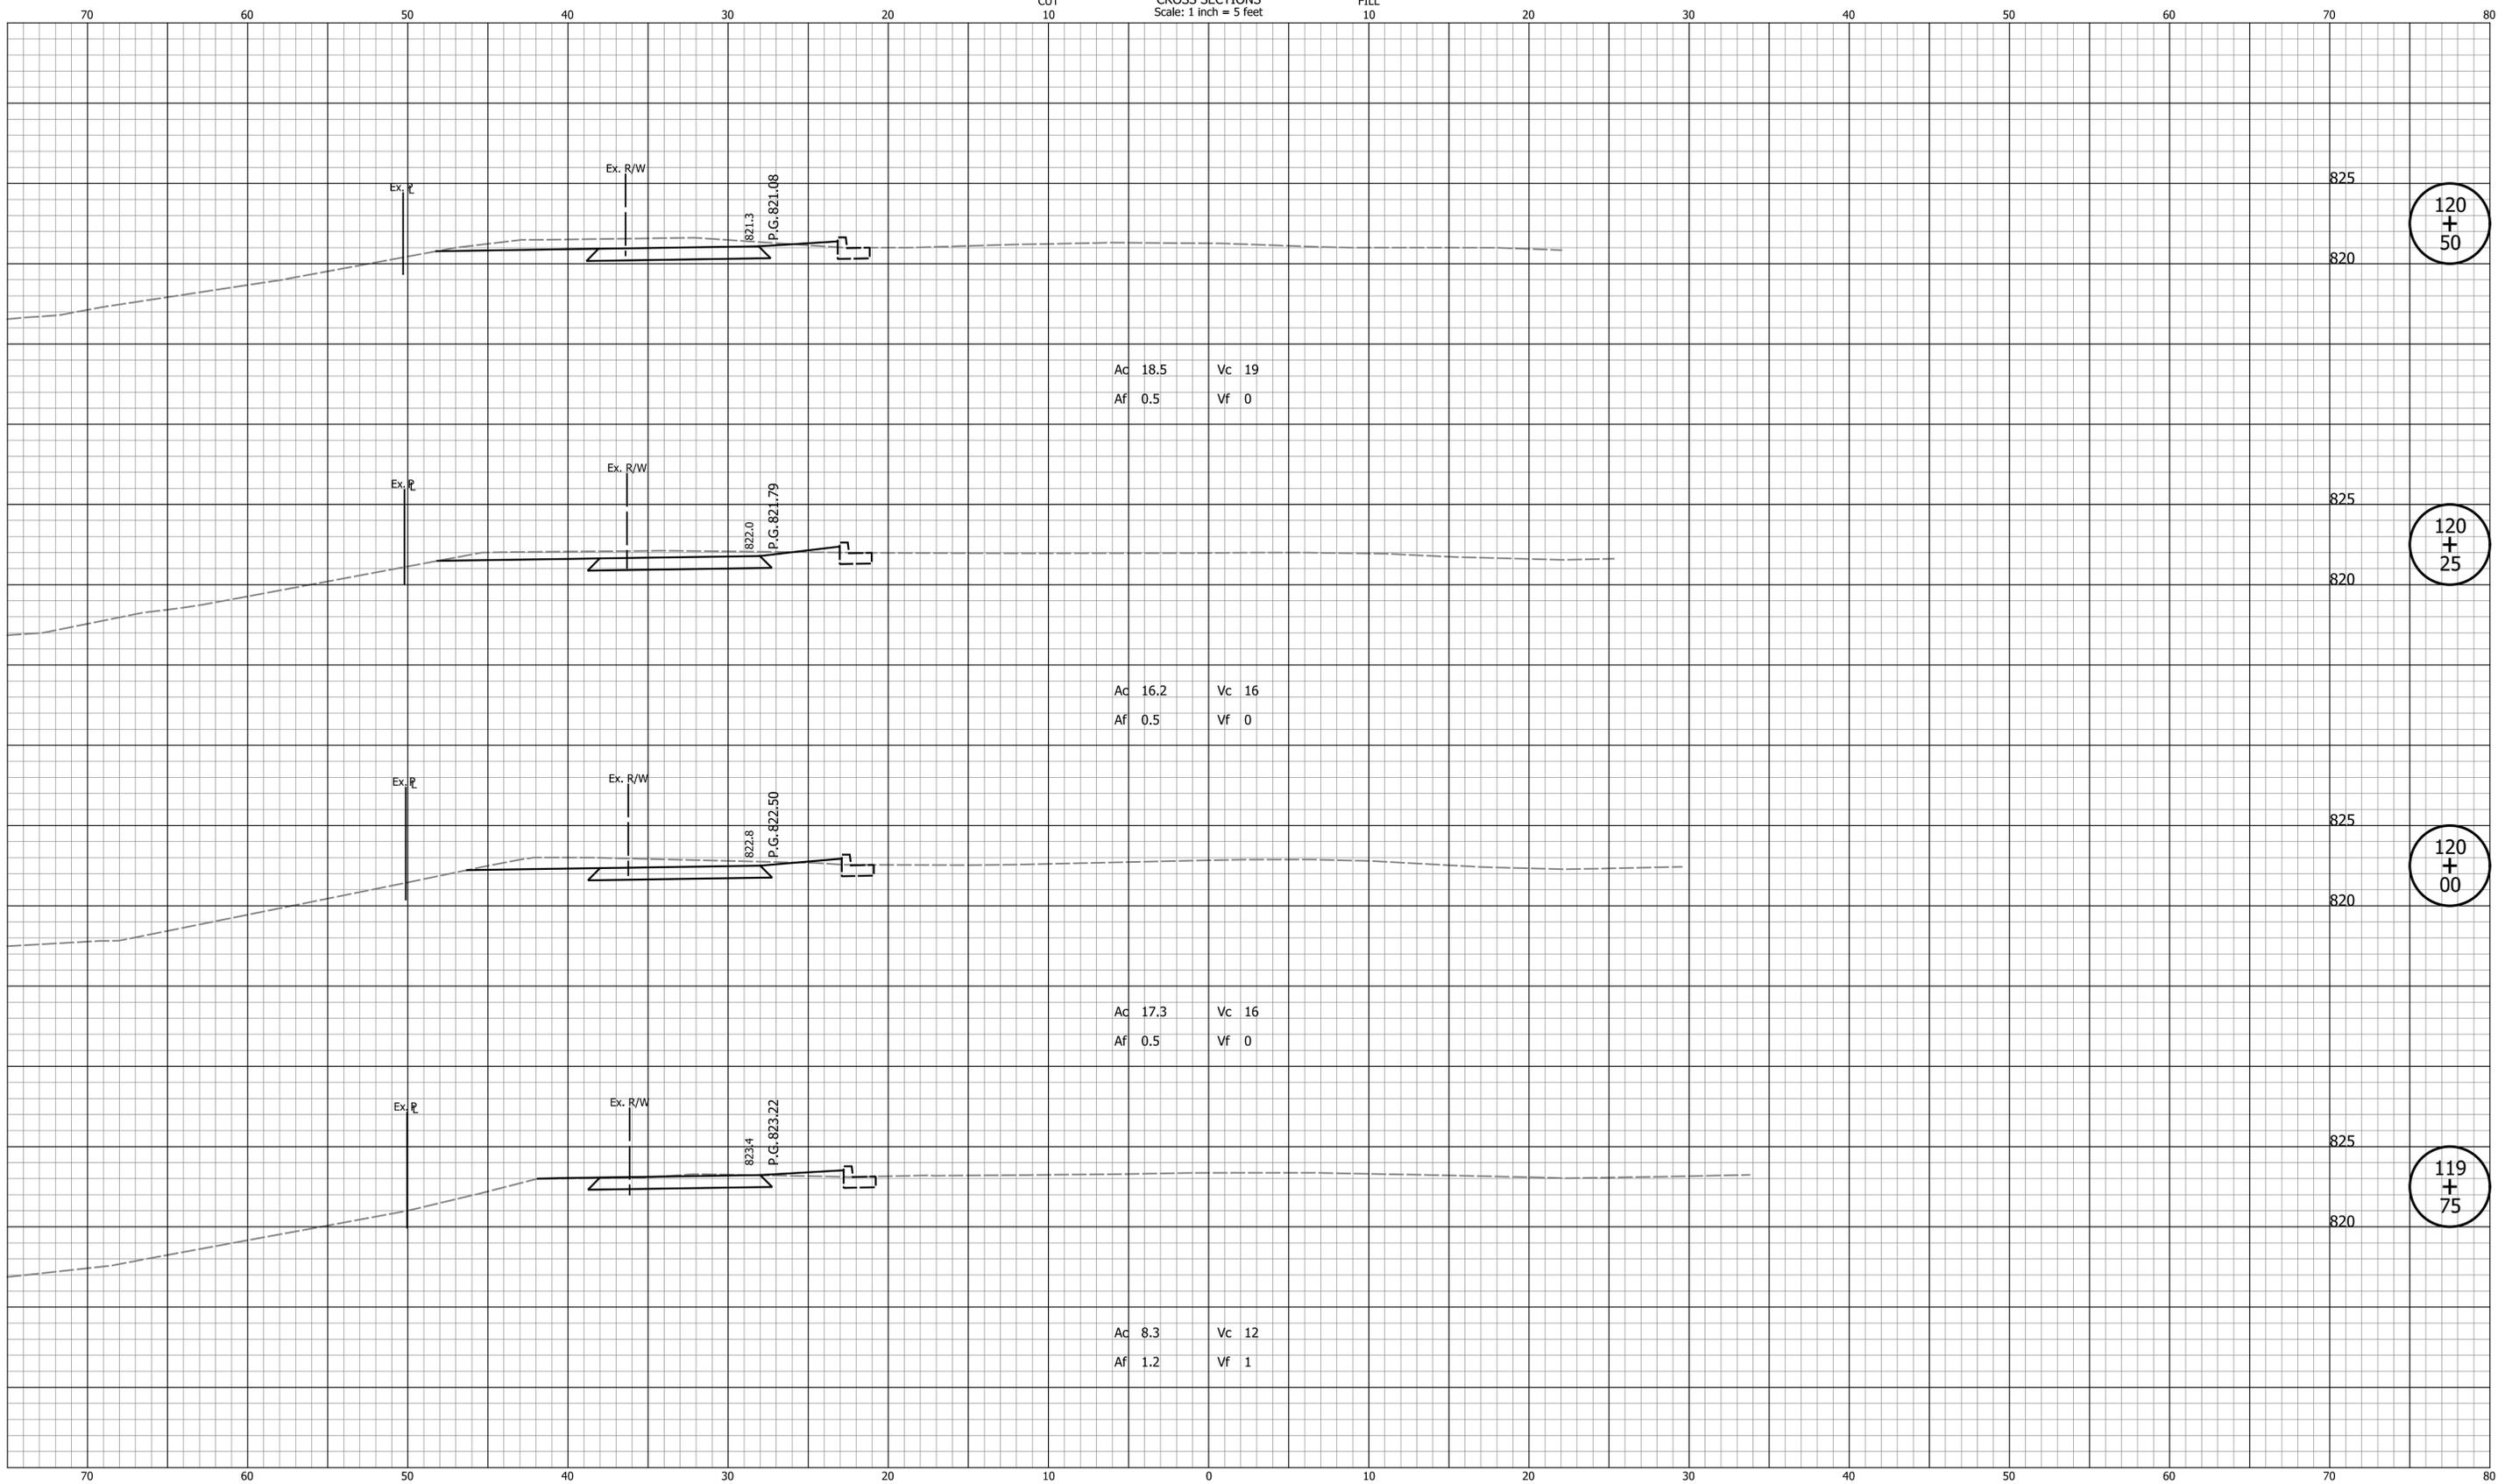 CUT CROSS SECTIONS FILL
Scale: 1 inch = 5 feet
70 60 50 40 30 20 10 10 20 30 40 50 60 70 80
Ex. R/W
Ex. PL
821.3
P.G.821.08
825
820
120
+
50
Ac 18.5 Vc 19
Af 0.5 Vf 0
Ex. R/W
Ex. PL
822.0
P.G.821.79
825
820
120
+
25
Ac 16.2 Vc 16
Af 0.5 Vf 0
Ex. R/W
Ex. PL
822.8
P.G.822.50
825
820
120
+
00
Ac 17.3 Vc 16
Af 0.5 Vf 0
Ex. R/W
Ex. PL
823.4
P.G.823.22
825
820
119
+
75
Ac 8.3 Vc 12
Af 1.2 Vf 1
70 60 50 40 30 20 10 0 10 20 30 40 50 60 70 80